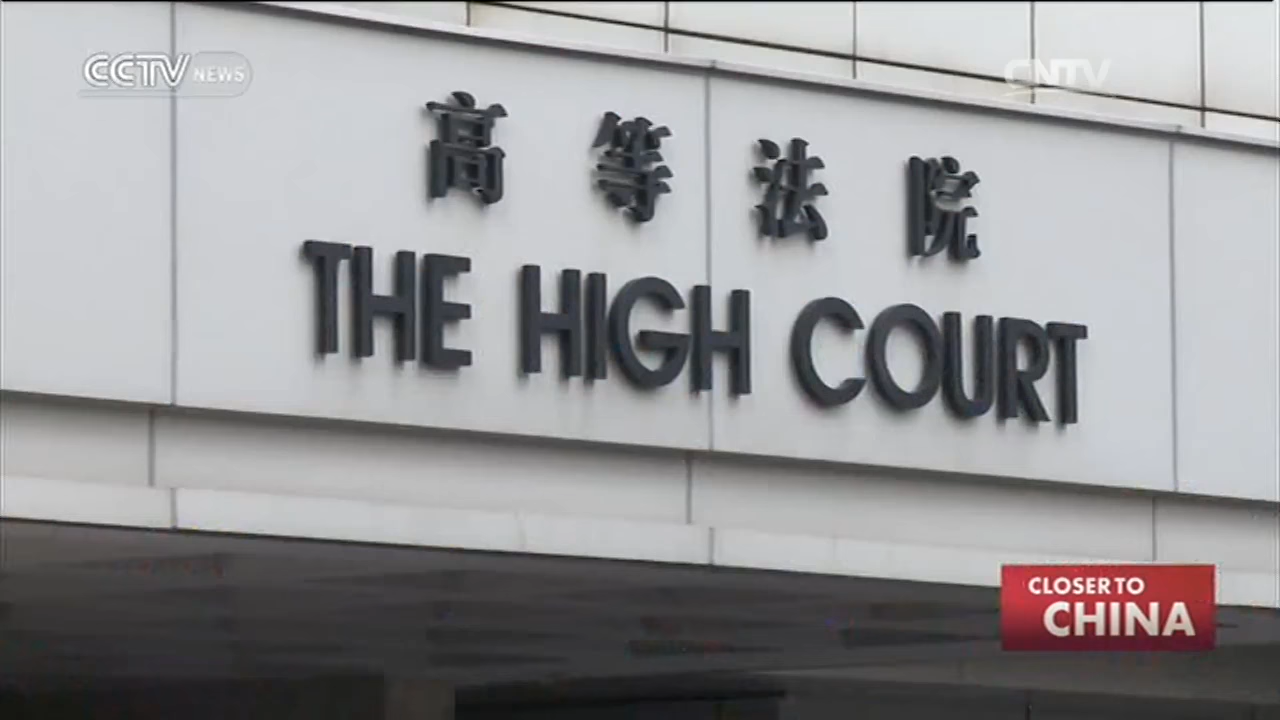 CCTV NEWS
CNTV
高等法院
THE HIGH COURT
CLOSER TO
CHINA